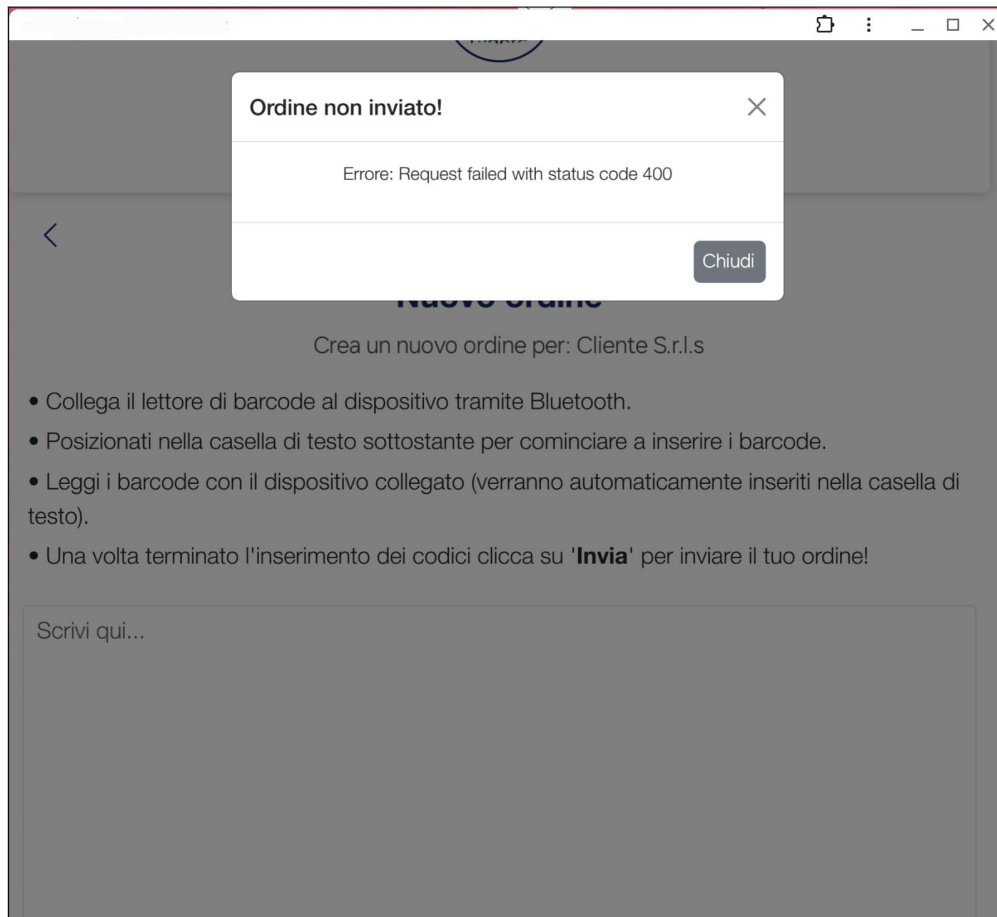 Ordine non inviato!
Errore: Request failed with status code 400
Chiudi
Nuovo ordine
Crea un nuovo ordine per: Cliente S.r.l.s
• Collega il lettore di barcode al dispositivo tramite Bluetooth.
• Posizionati nella casella di testo sottostante per cominciare a inserire i barcode.
• Leggi i barcode con il dispositivo collegato (verranno automaticamente inseriti nella casella di
testo).
• Una volta terminato l'inserimento dei codici clicca su 'Invia' per inviare il tuo ordine!
Scrivi qui...